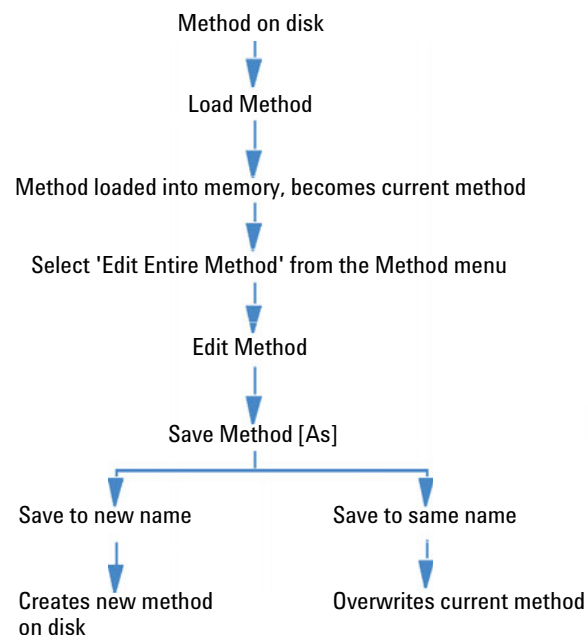 Method on disk
Load Method
Method loaded into memory, becomes current method
Select 'Edit Entire Method' from the Method menu
Edit Method
Save Method [As]
Save to new name
Save to same name
Creates new method
on disk
Overwrites current method